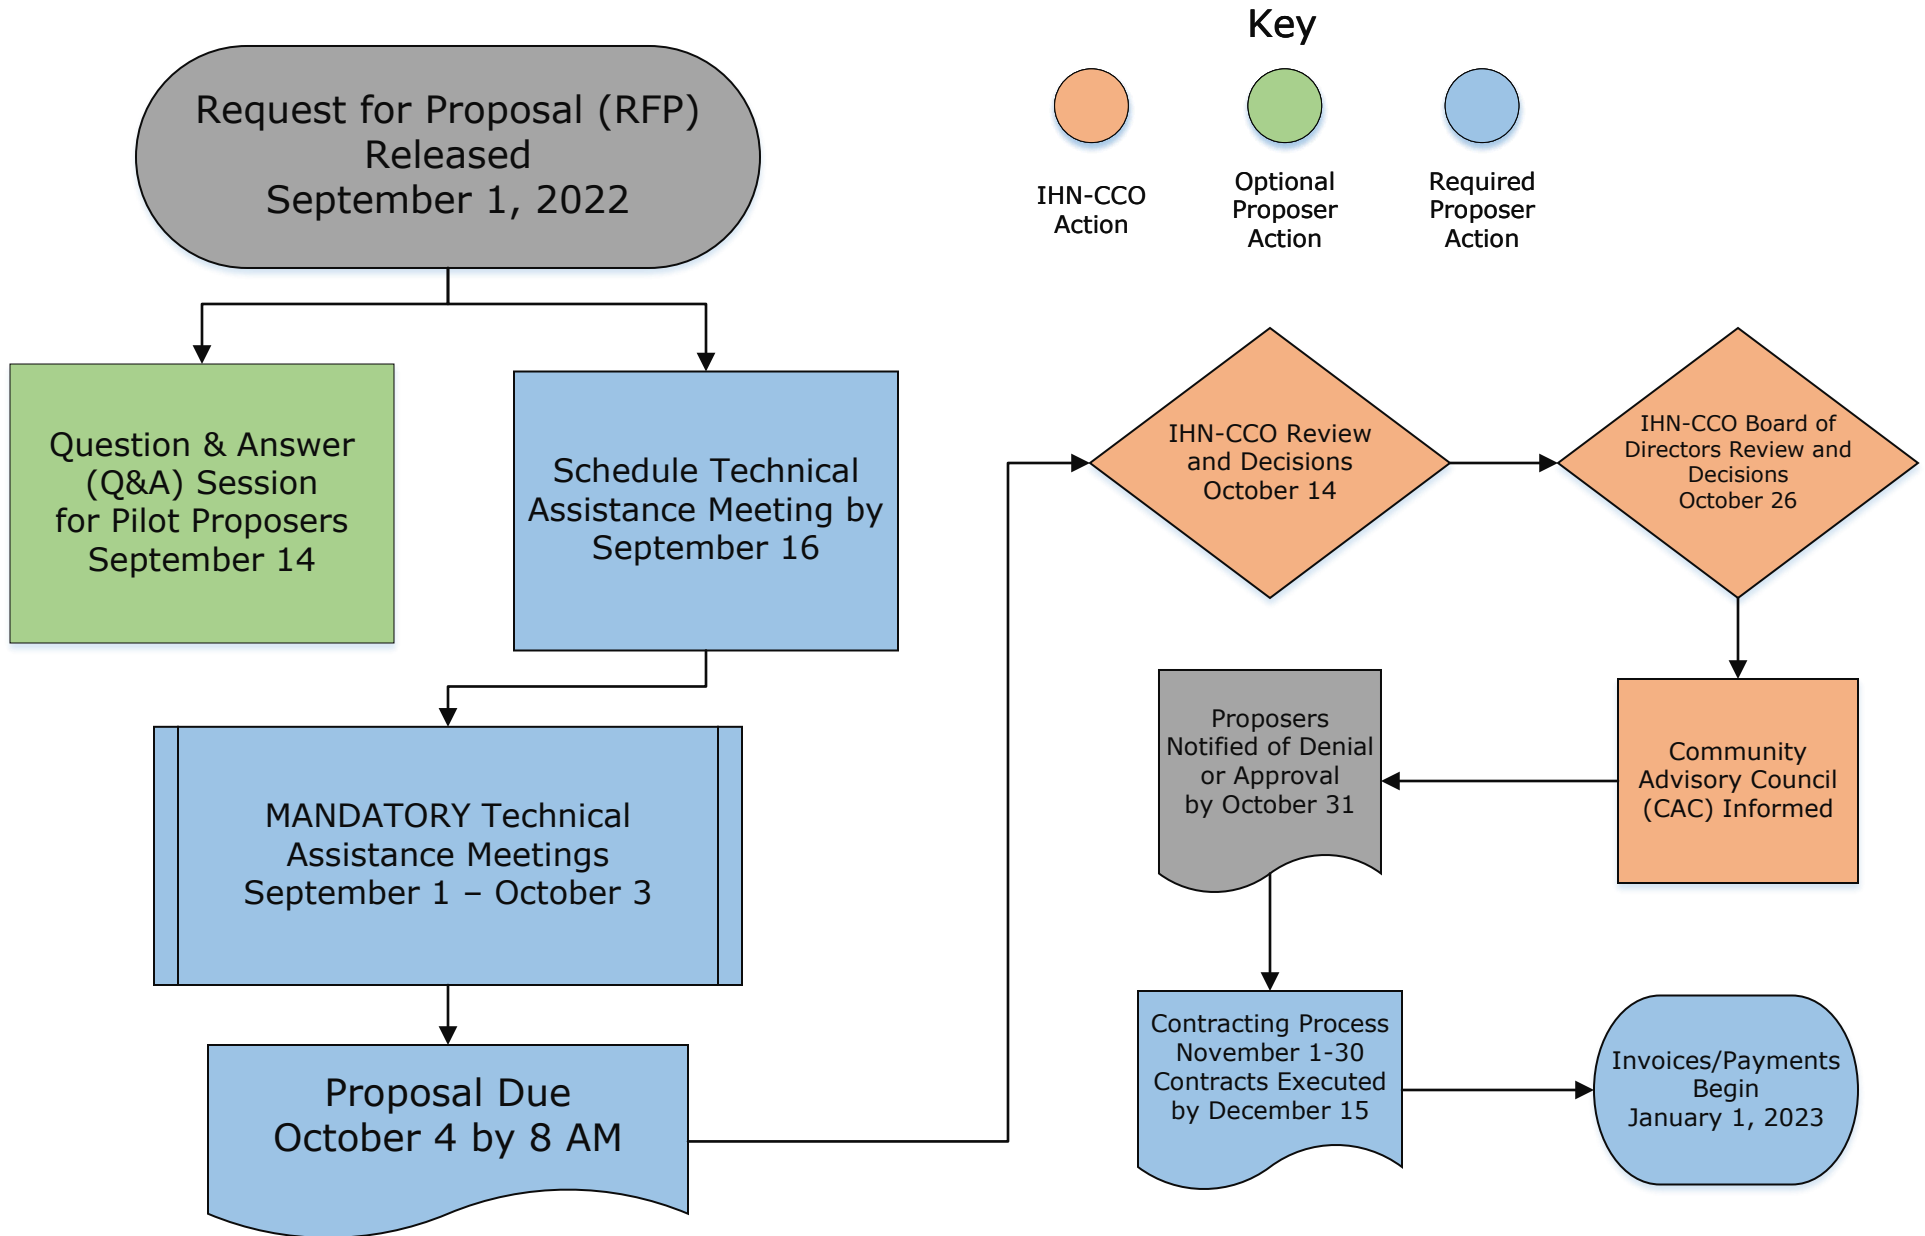 Request for Proposal (RFP)
Released
September 1, 2022
Key
IHN-CCO
Action
Optional
Proposer
Action
Required
Proposer
Action
Question & Answer
(Q&A) Session
for Pilot Proposers
September 14
Schedule Technical
Assistance Meeting by
September 16
MANDATORY Technical
Assistance Meetings
September 1 – October 3
Proposal Due
October 4 by 8 AM
IHN-CCO Review
and Decisions
October 14
IHN-CCO Board of
Directors Review and
Decisions
October 26
Community
Advisory Council
(CAC) Informed
Proposers
Notified of Denial
or Approval
by October 31
Contracting Process
November 1-30
Contracts Executed
by December 15
Invoices/Payments
Begin
January 1, 2023